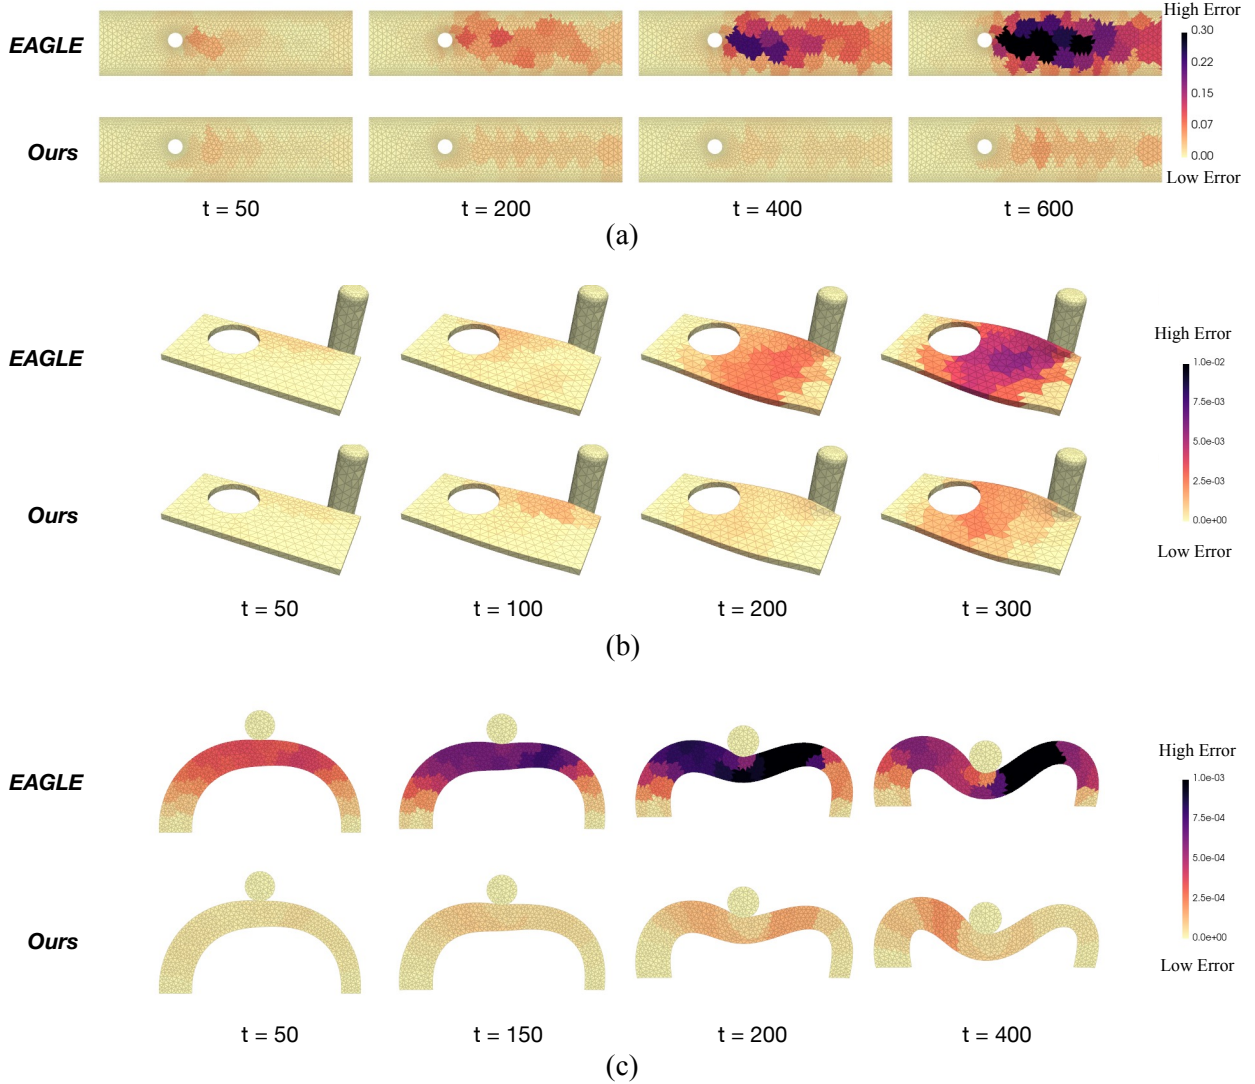 High Error
EAGLE
0.30
0.22
0.15
0.07
0.00
Ours
Low Error
t = 50
t = 200
t = 400
t = 600
(a)
EAGLE
High Error
1.0e-02
7.5e-03
5.0e-03
2.5e-03
0.0e+00
Ours
Low Error
t = 50
t = 100
t = 200
t = 300
(b)
EAGLE
High Error
1.0e-03
7.5e-04
5.0e-04
2.5e-04
0.0e+00
Ours
Low Error
t = 50
t = 150
t = 200
t = 400
(c)